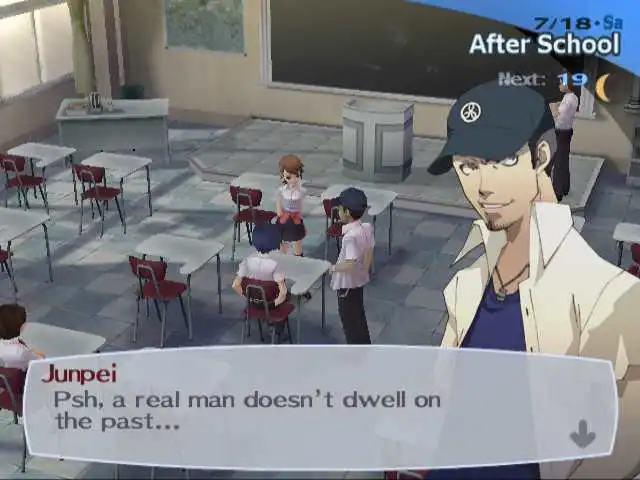 7/18•Sa
After School
Next: 19
Junpei
Psh, a real man doesn't dwell on
the past...